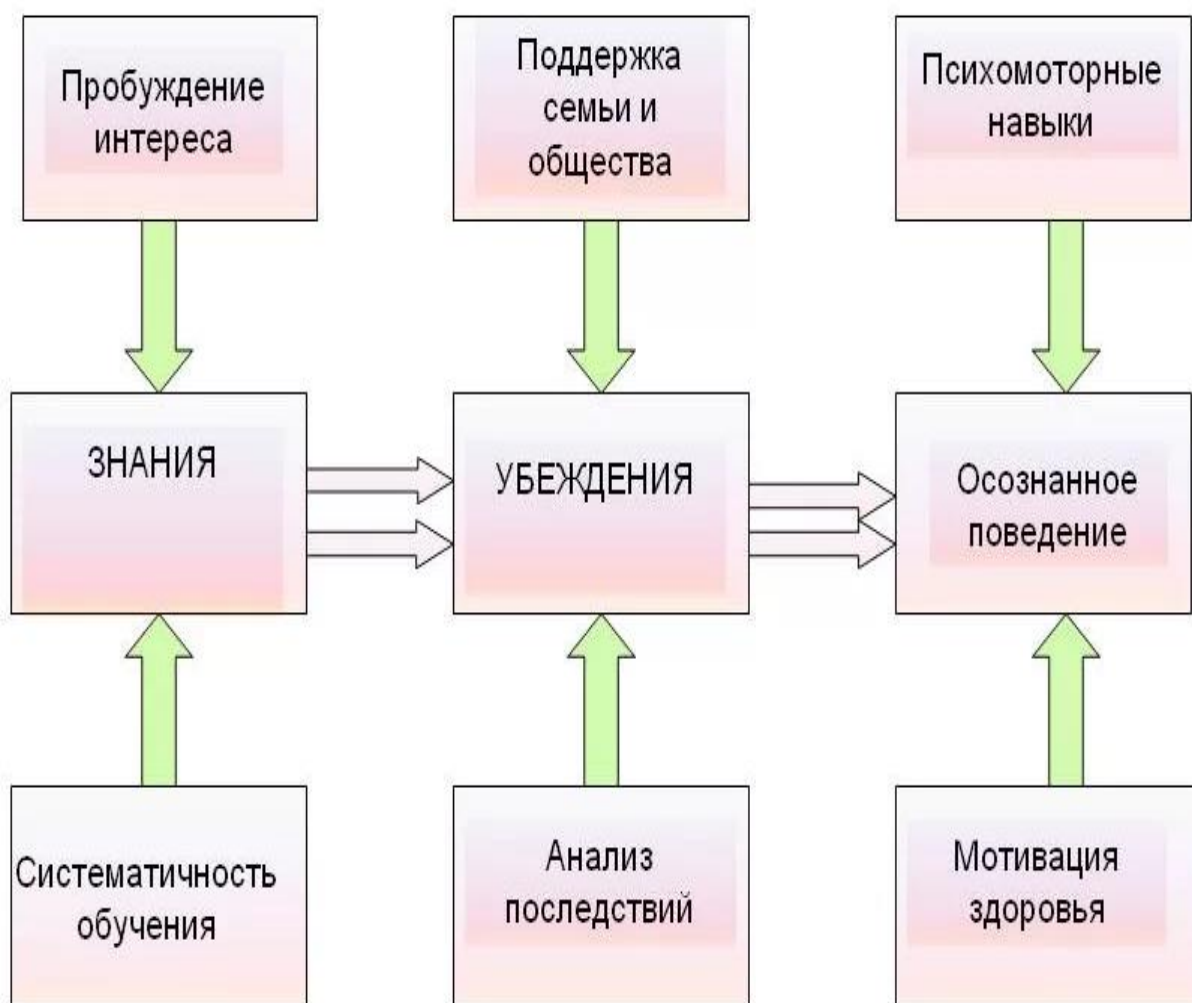 Пробуждение
интереса
Поддержка
семьи и
общества
Психомоторные
навыки
ЗНАНИЯ
УБЕЖДЕНИЯ
Осознанное
поведение
Систематичность
обучения
Анализ
последствий
Мотивация
здоровья